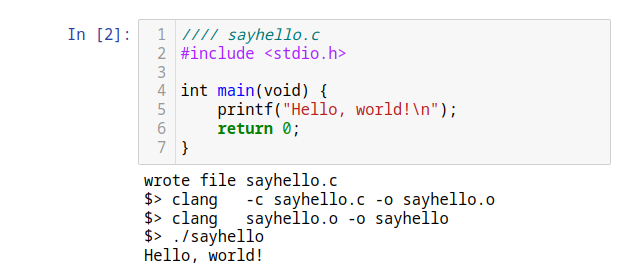 In [2]:
1 //// sayhello.c
2 #include <stdio.h>
3
4 int main(void) {
5     printf("Hello, world!\n");
6     return 0;
7 }
wrote file sayhello.c
$> clang   -c sayhello.c -o sayhello.o
$> clang   sayhello.o -o sayhello
$> ./sayhello
Hello, world!